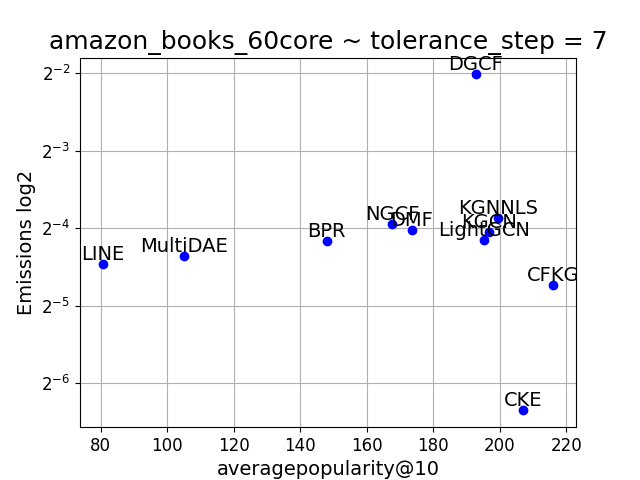 amazon_books_60core ~ tolerance_step = 7
DGCF
2⁻²
2⁻³
KGNNLS
NGCF
DMF
KGCN
2⁻⁴
BPR
LightGCN
MultiDAE
LINE
CFKG
2⁻⁵
2⁻⁶
CKE
Emissions log2
80 100 120 140 160 180 200 220
averagepopularity@10